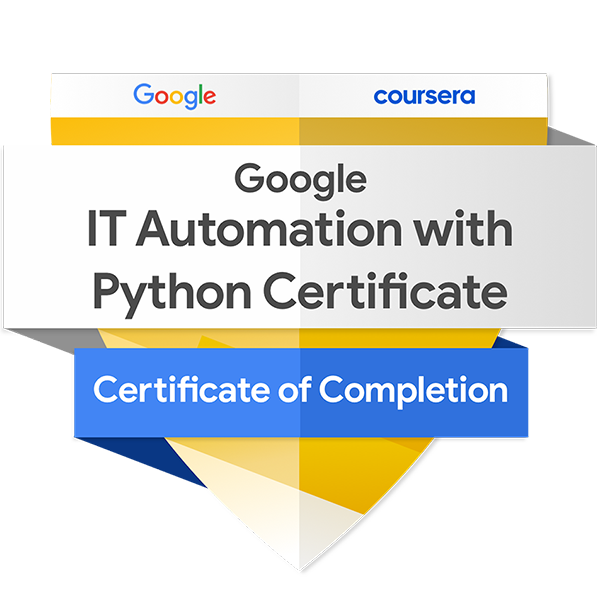 Google coursera
Google
IT Automation with
Python Certificate
Certificate of Completion